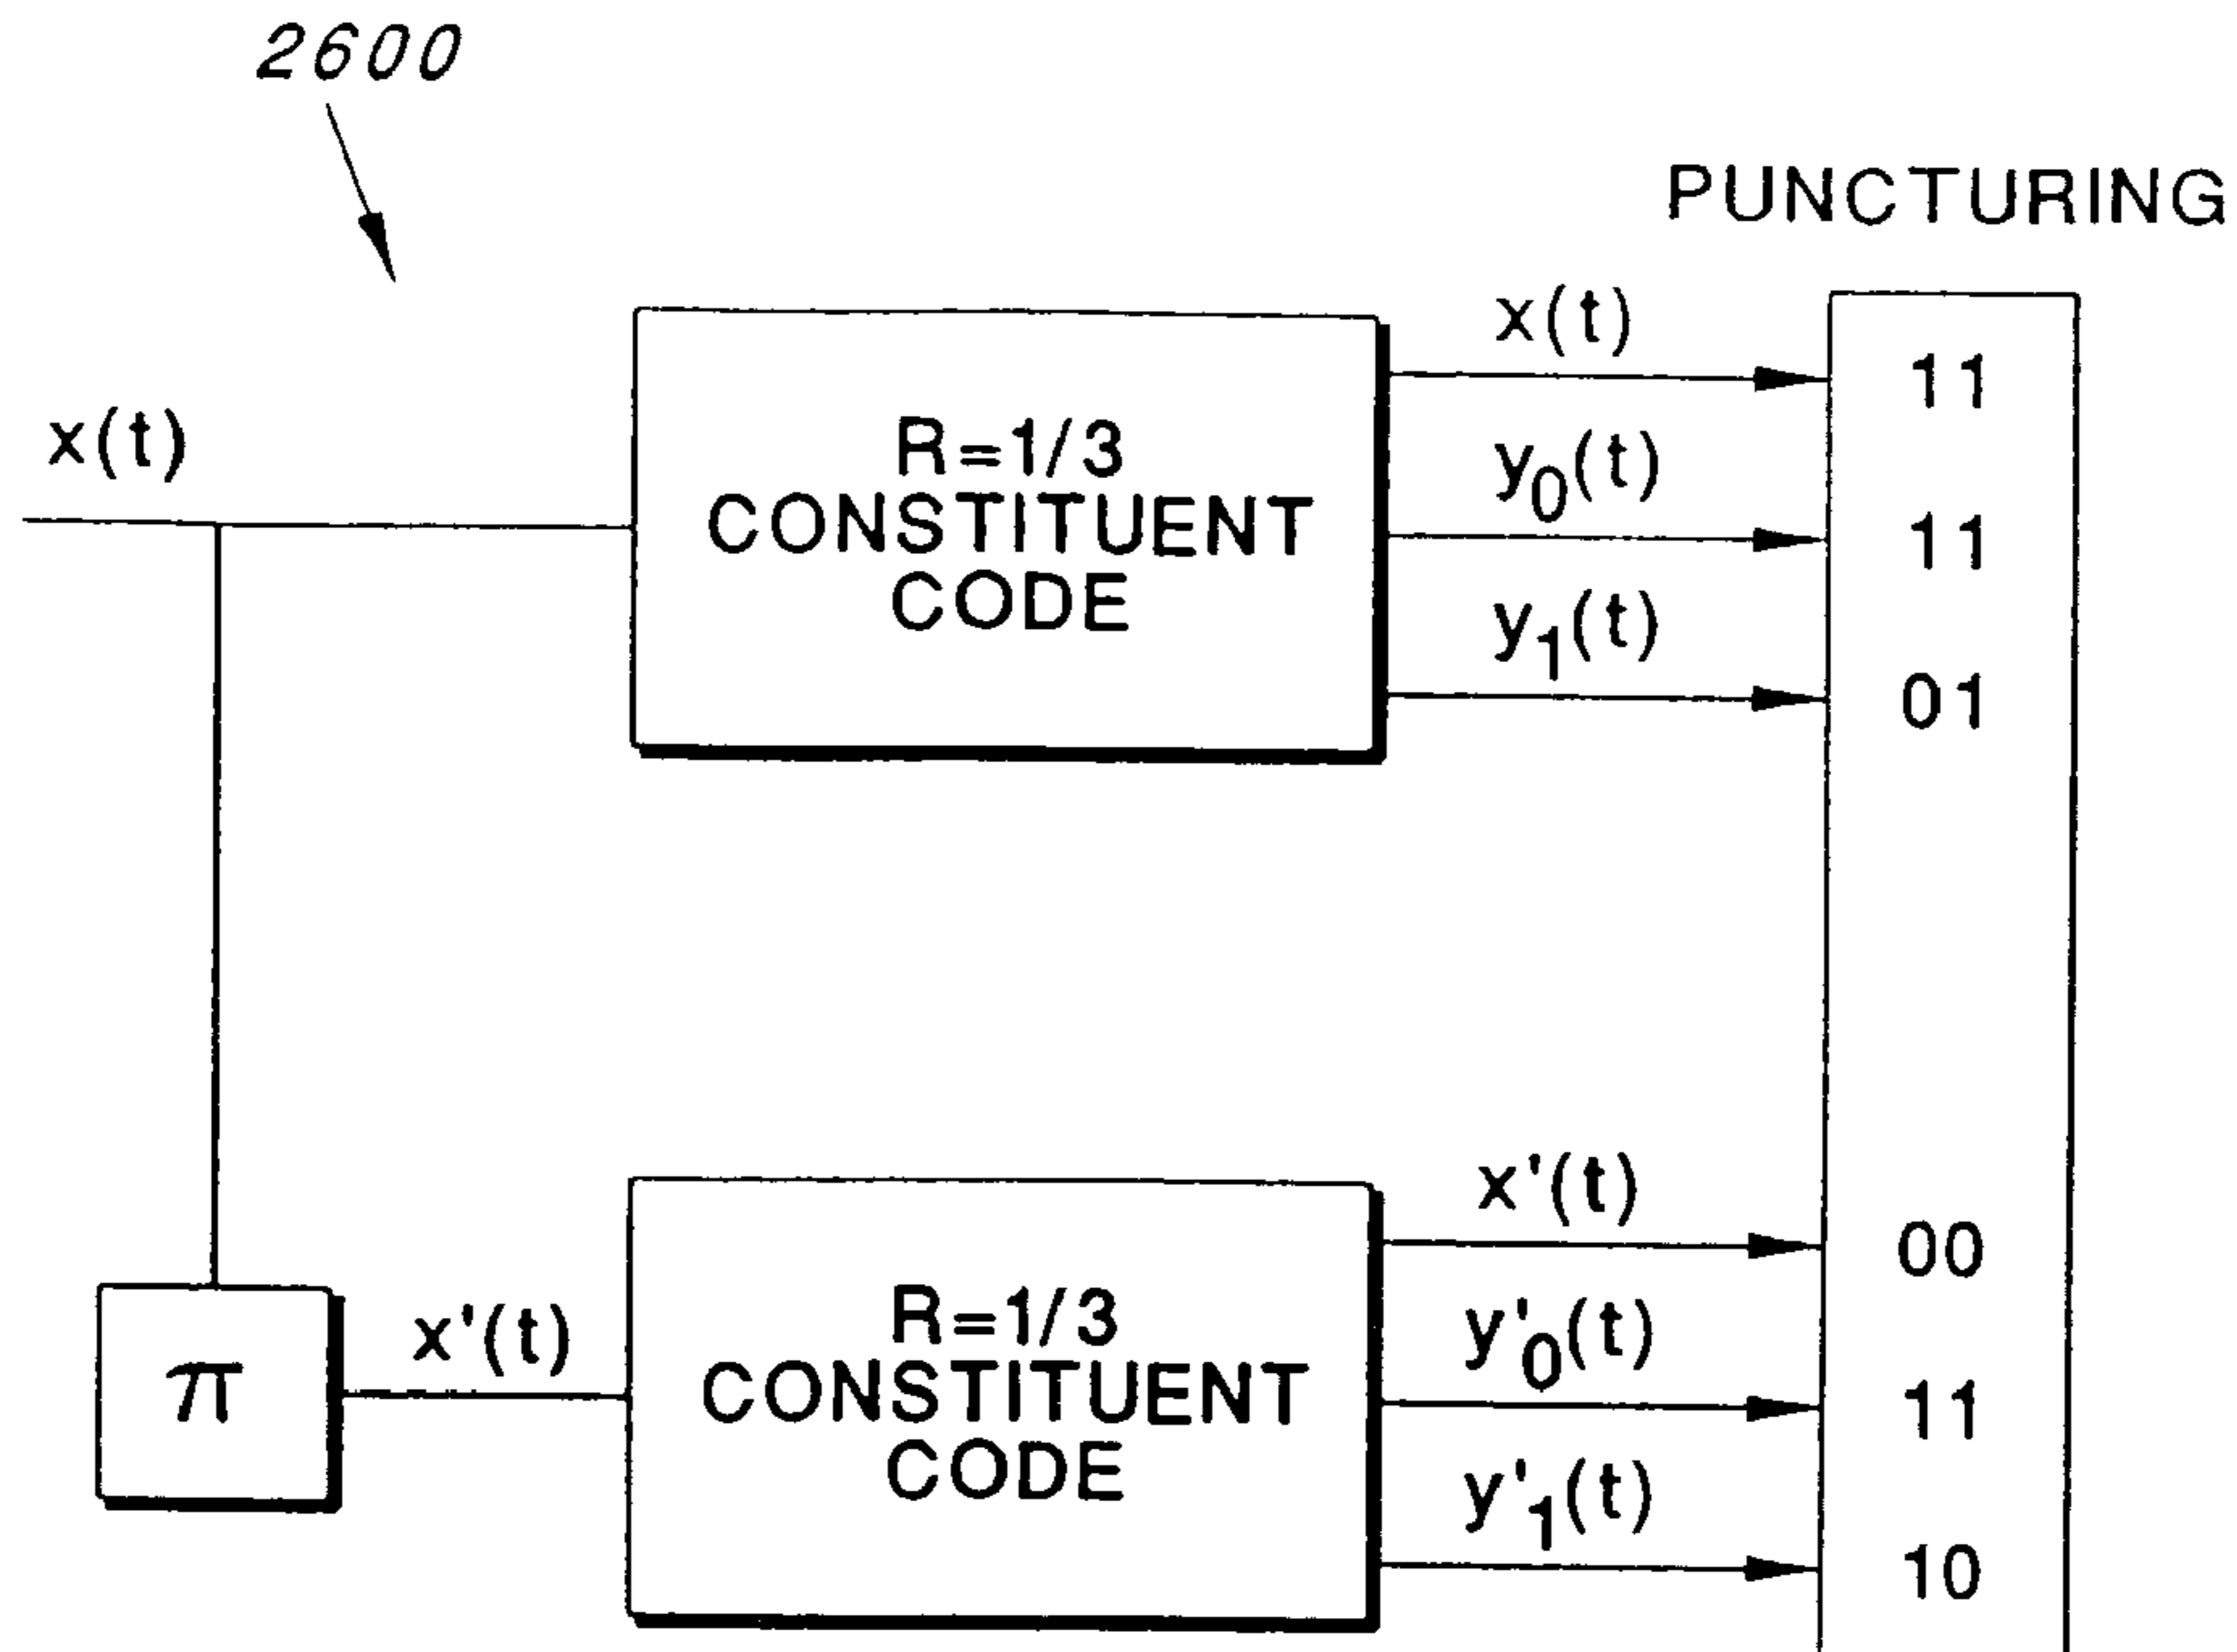 2600
PUNCTURING
x(t)
R=1/3
CONSTITUENT
CODE
x(t)
11
y0(t)
11
y1(t)
01
π
x'(t)
R=1/3
CONSTITUENT
CODE
x'(t)
00
y'0(t)
11
y'1(t)
10